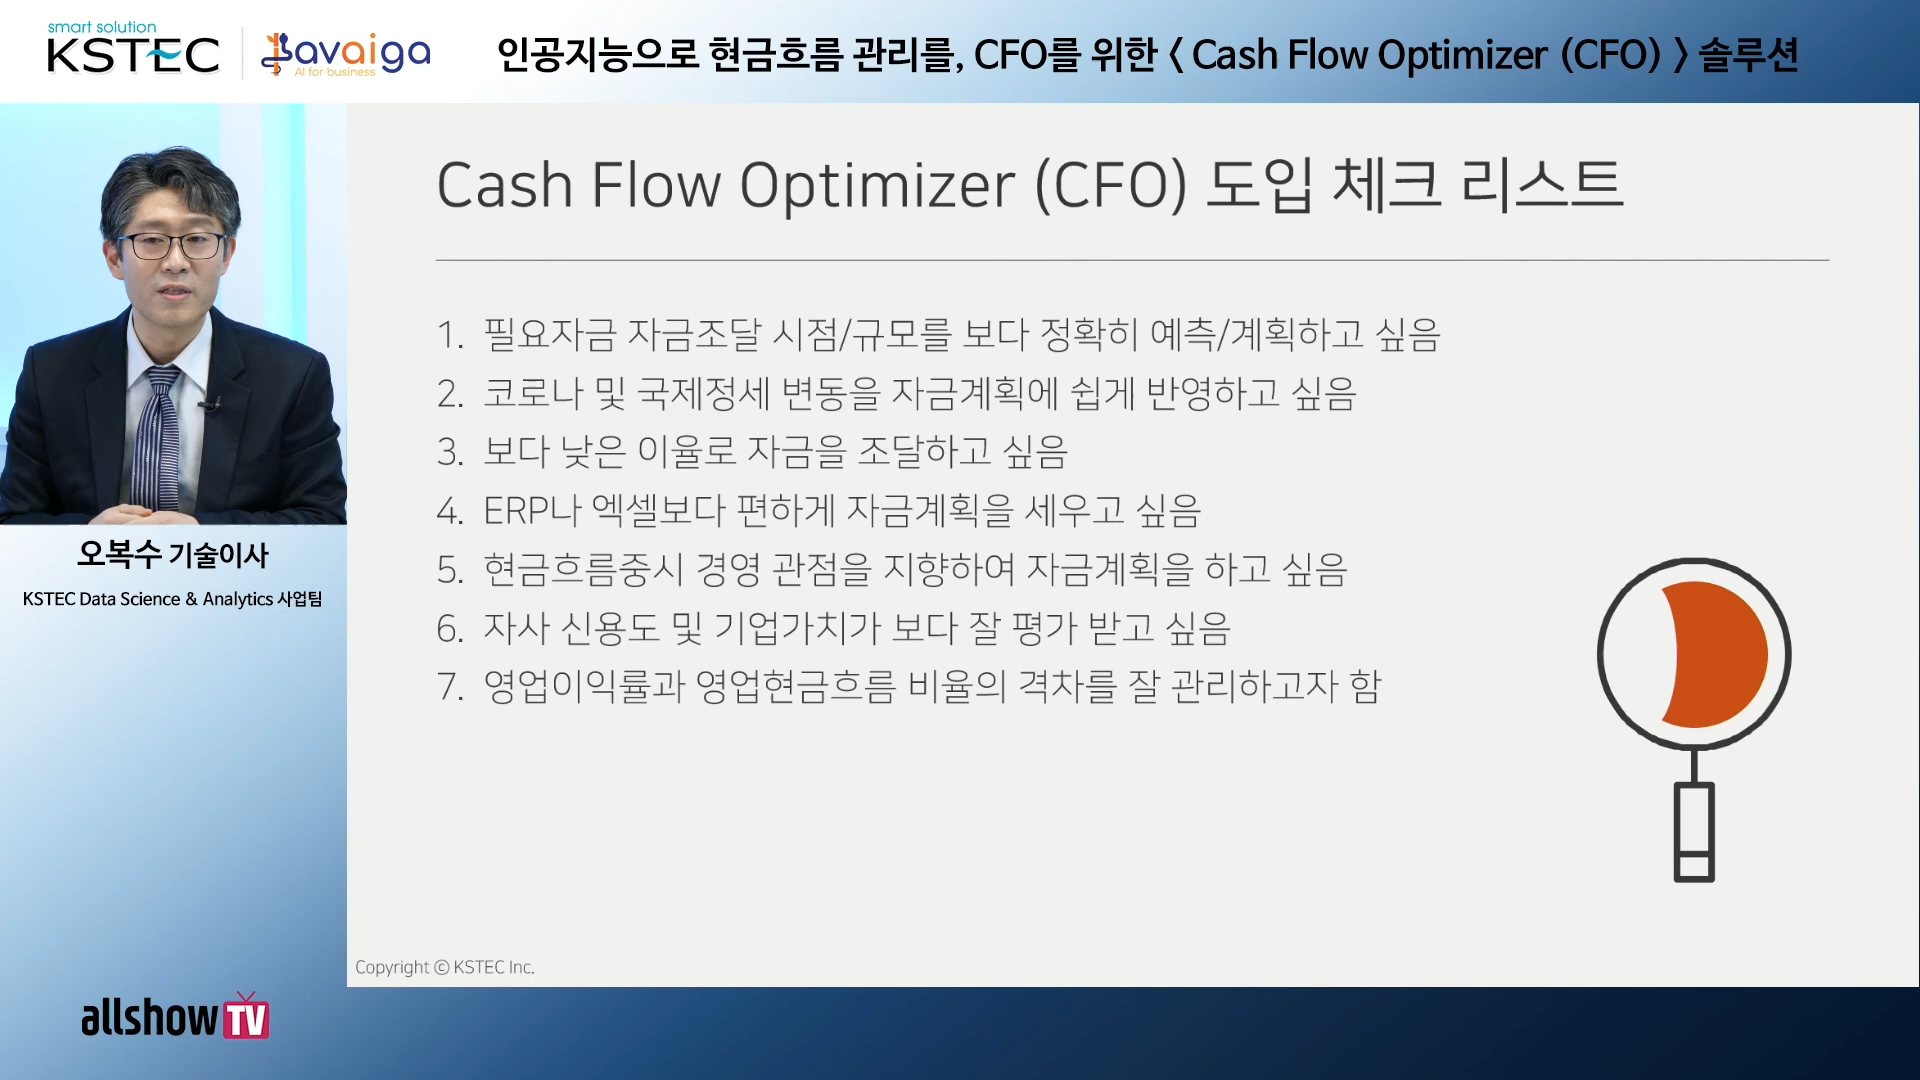 smart solution
KSTEC
avaiga
AI for business
인공지능으로 현금흐름 관리를, CFO를 위한 < Cash Flow Optimizer (CFO) > 솔루션
Cash Flow Optimizer (CFO) 도입 체크 리스트
1. 필요자금 자금조달 시점/규모를 보다 정확히 예측/계획하고 싶음
2. 코로나 및 국제정세 변동을 자금계획에 쉽게 반영하고 싶음
3. 보다 낮은 이율로 자금을 조달하고 싶음
4. ERP나 엑셀보다 편하게 자금계획을 세우고 싶음
5. 현금흐름중시 경영 관점을 지향하여 자금계획을 하고 싶음
6. 자사 신용도 및 기업가치가 보다 잘 평가 받고 싶음
7. 영업이익률과 영업현금흐름 비율의 격차를 잘 관리하고자 함
오복수 기술이사
KSTEC Data Science & Analytics 사업팀
Copyright ⓒ KSTEC Inc.
allshow TV